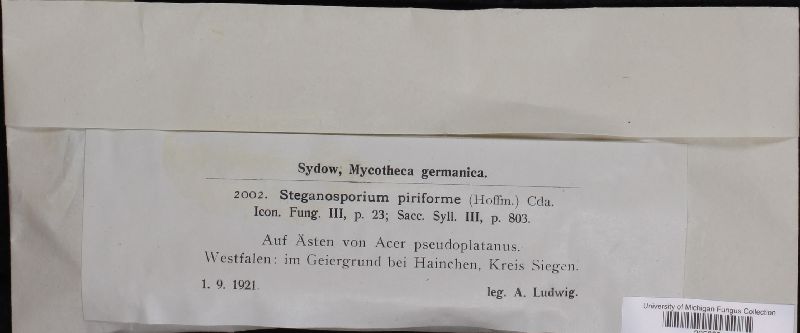 Sydow, Mycotheca germanica.
2002. Steganosporium piriforme (Hoffm.) Cda.
Icon. Fung. III, p. 23; Sacc. Syll. III, p. 803.
Auf Ästen von Acer pseudoplatanus.
Westfalen: im Geiergrund bei Hainchen, Kreis Siegen.
1. 9. 1921.
leg. A. Ludwig.
University of Michigan Fungus Collection